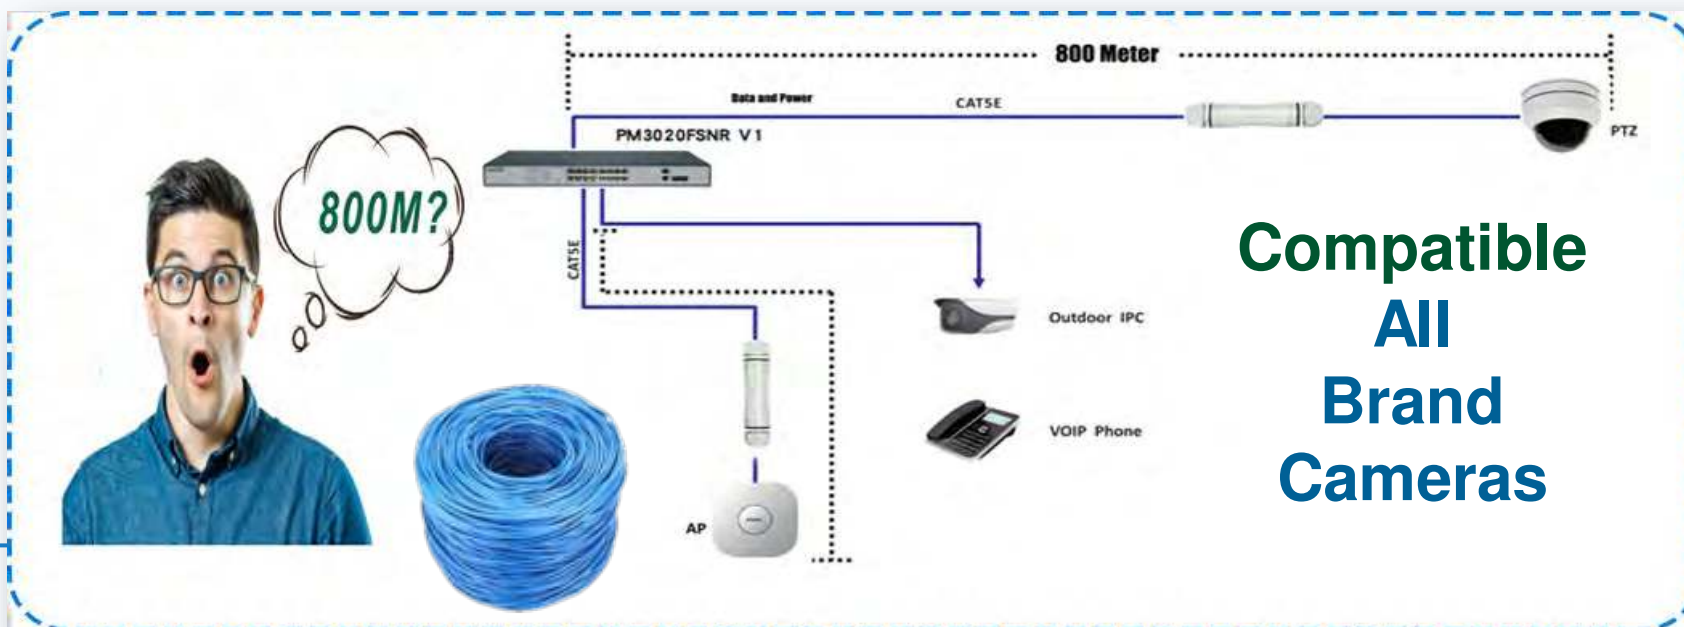 800 Meter
Data and Power
CAT5E
PM3020FSNR V1
PTZ
800M?
CAT5E
Compatible
All
Brand
Cameras
Outdoor IPC
VOIP Phone
AP